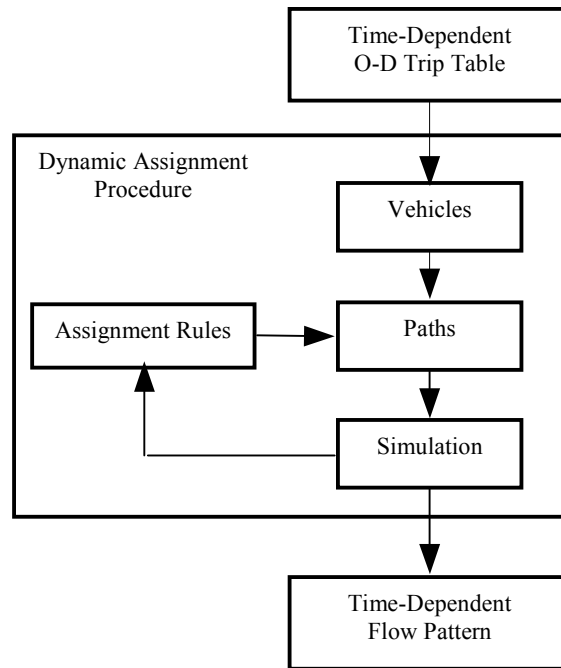 Time-Dependent
O-D Trip Table
Dynamic Assignment
Procedure
Vehicles
Assignment Rules
Paths
Simulation
Time-Dependent
Flow Pattern